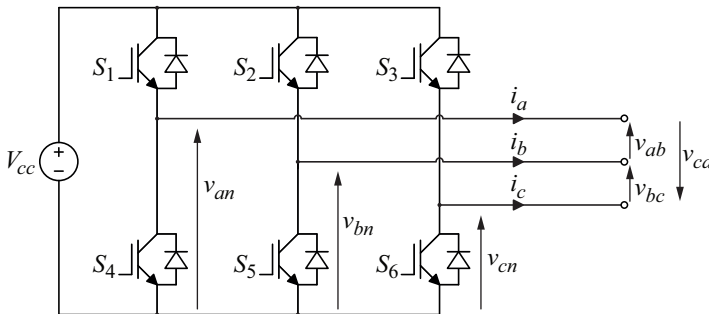 S1 S2 S3
ia
ib
ic
Vcc
van
vbn
vcn
vab
vbc
vca
S4 S5 S6